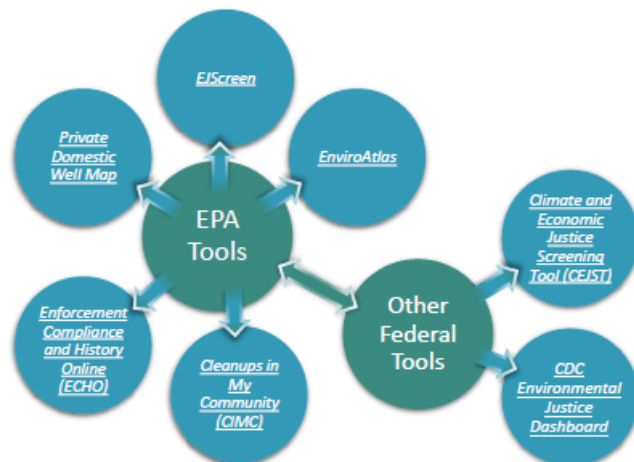 EJScreen
Private
Domestic
Well Map
EnviroAtlas
EPA
Tools
Climate and
Economic
Justice
Screening
Tool (CEJST)
Enforcement
Compliance
and History
Online
(ECHO)
Cleanups in
My
Community
(CIMC)
Other
Federal
Tools
CDC
Environmental
Justice
Dashboard